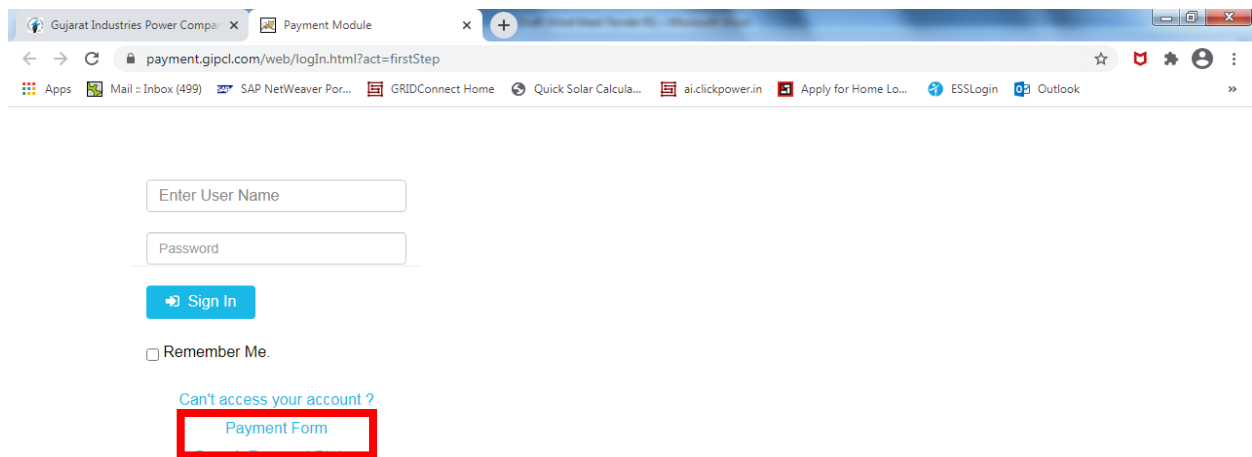 Gujarat Industries Power Compa
Payment Module
payment.gipcl.com/web/logIn.html?act=firstStep
Apps Mail :: Inbox (499) SAP NetWeaver Por... GRIDConnect Home Quick Solar Calcula... ai.clickpower.in Apply for Home Lo... ESSLogin Outlook »
Enter User Name
Password
Sign In
Remember Me.
Can't access your account ?
Payment Form